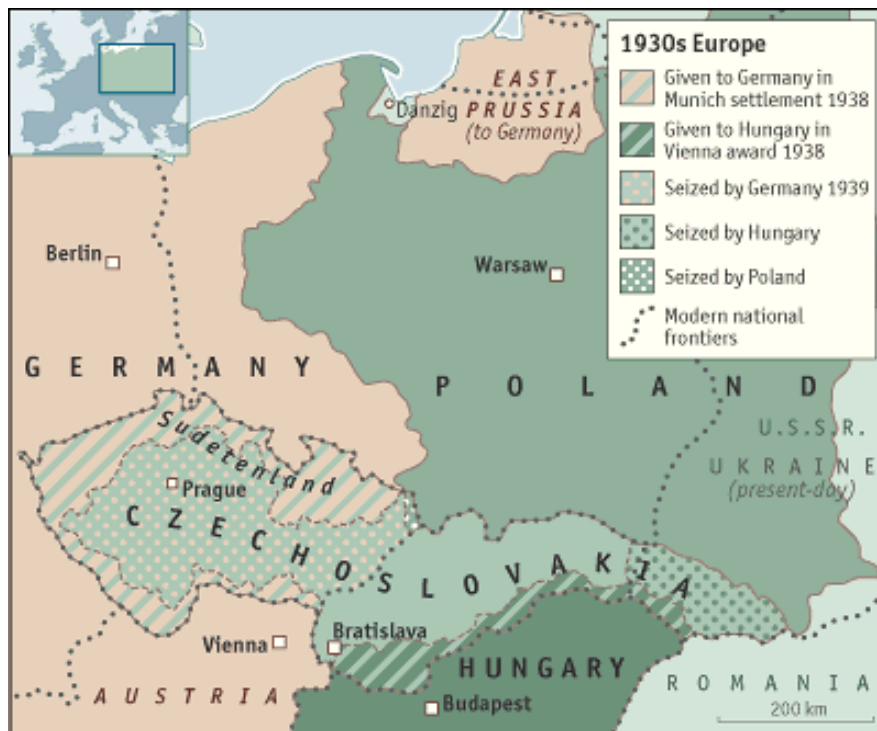 1930s Europe
Given to Germany in
Munich settlement 1938
Given to Hungary in
Vienna award 1938
Seized by Germany 1939
Seized by Hungary
Seized by Poland
Modern national
frontiers
EAST
PRUSSIA
(to Germany)
Danzig
Berlin
Warsaw
GERMANY
POLAND
U.S.S.R.
UKRAINE
(present-day)
Sudetenland
Prague
CZECHOSLOVAKIA
Vienna
Bratislava
HUNGARY
AUSTRIA
Budapest
ROMANIA
200 km